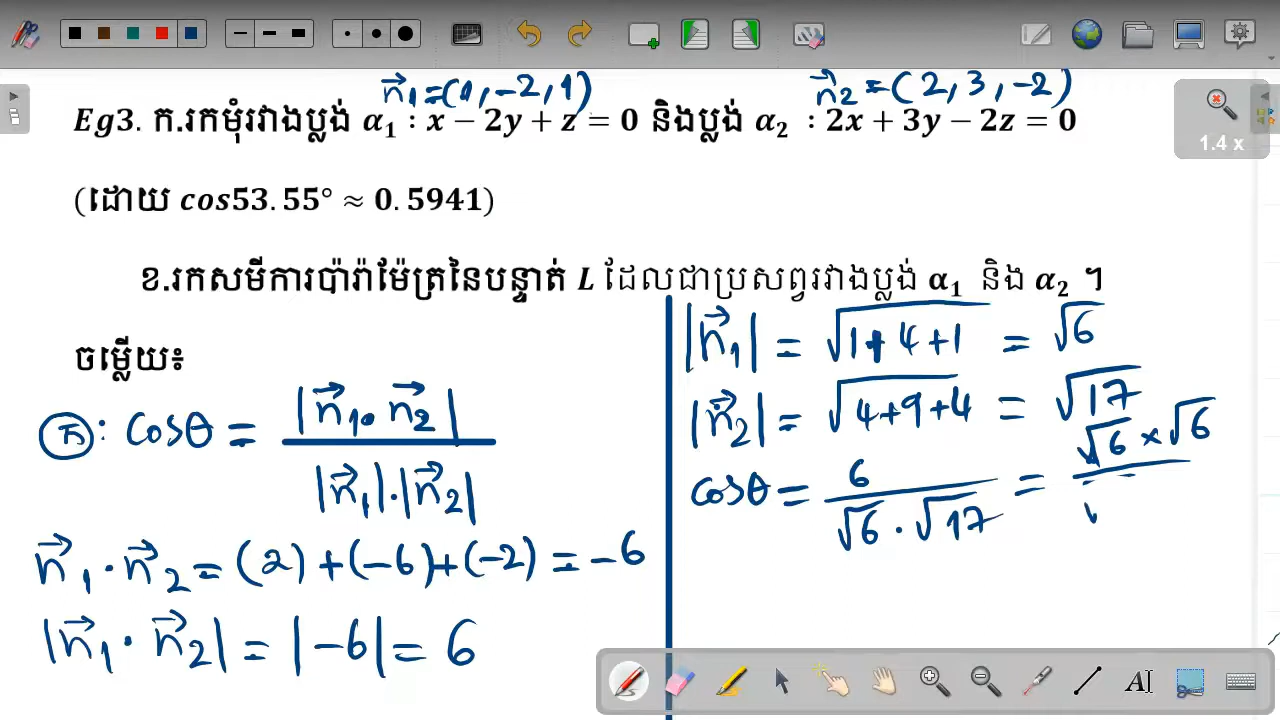 n⃗1 = (1, -2, 1)    n⃗2 = (2, 3, -2)
Eg3. ក.រកមុំរវាងប្លង់ α₁ : x − 2y + z = 0 និងប្លង់ α₂ : 2x + 3y − 2z = 0
1.4 x
(ដោយ cos53.55° ≈ 0.5941)
ខ.រកសមីការប៉ារ៉ាម៉ែត្រនៃបន្ទាត់ L ដែលជាប្រសព្វរវាងប្លង់ α₁ និង α₂ ។
ចម្លើយ៖
ក : cosθ = |n⃗1 . n⃗2| / |n⃗1| . |n⃗2|
n⃗1 . n⃗2 = (2) + (-6) + (-2) = -6
|n⃗1 . n⃗2| = |-6| = 6
|n⃗1| = √(1+4+1) = √6
|n⃗2| = √(4+9+4) = √17
cosθ = 6 / √6 . √17 = √6 × √6 /